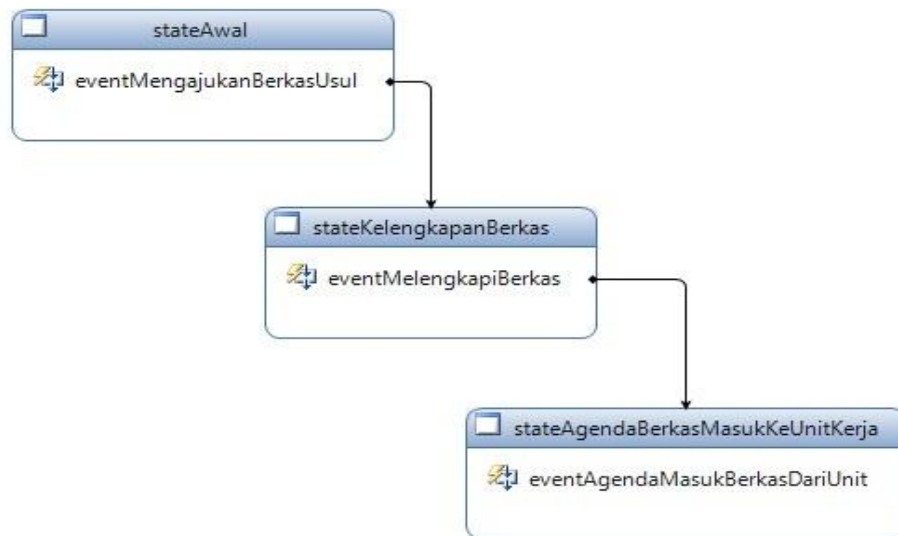 stateAwal
eventMengajukanBerkasUsul
stateKelengkapanBerkas
eventMelengkapiBerkas
stateAgendaBerkasMasukKeUnitKerja
eventAgendaMasukBerkasDariUnit